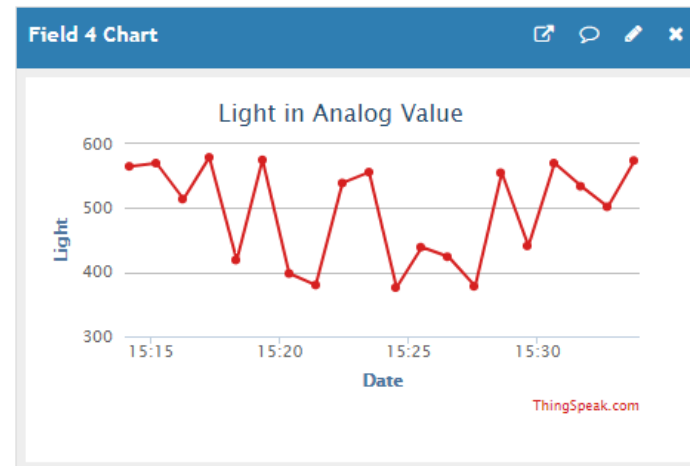 Field 4 Chart
Light in Analog Value
600
500
400
300
Light
15:15 15:20 15:25 15:30
Date
ThingSpeak.com